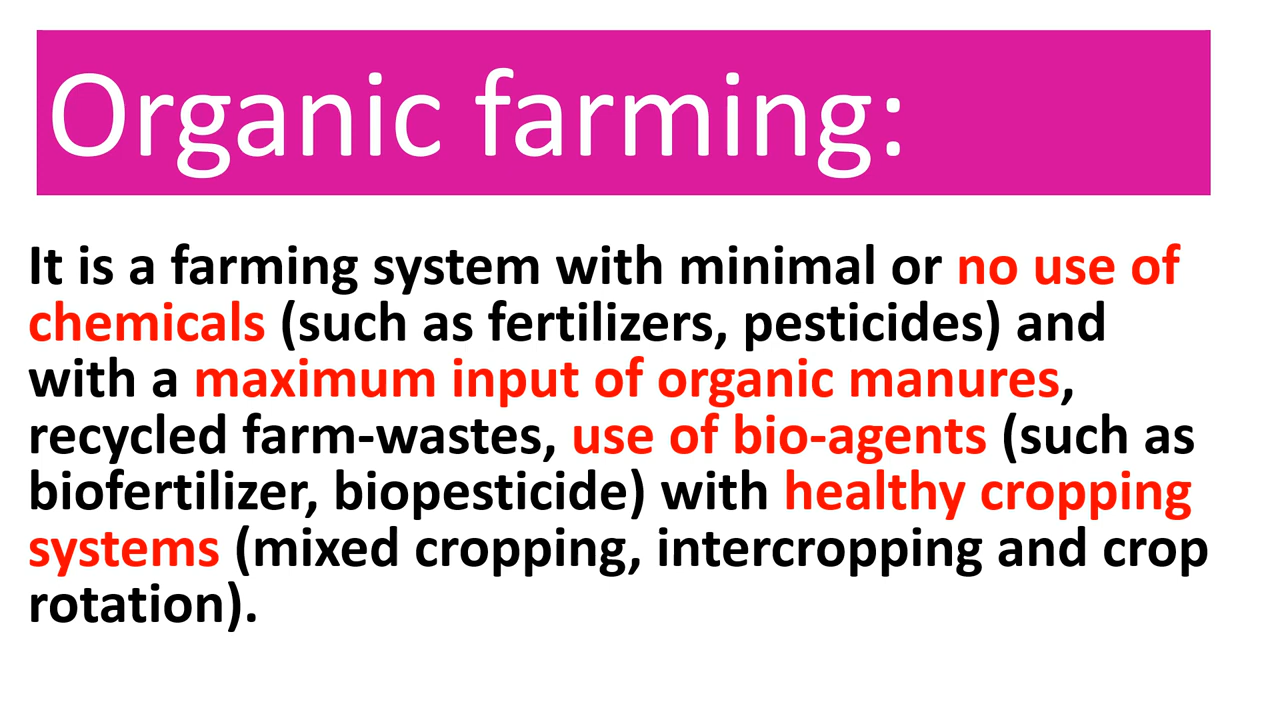 Organic farming:
It is a farming system with minimal or no use of
chemicals (such as fertilizers, pesticides) and
with a maximum input of organic manures,
recycled farm-wastes, use of bio-agents (such as
biofertilizer, biopesticide) with healthy cropping
systems (mixed cropping, intercropping and crop
rotation).